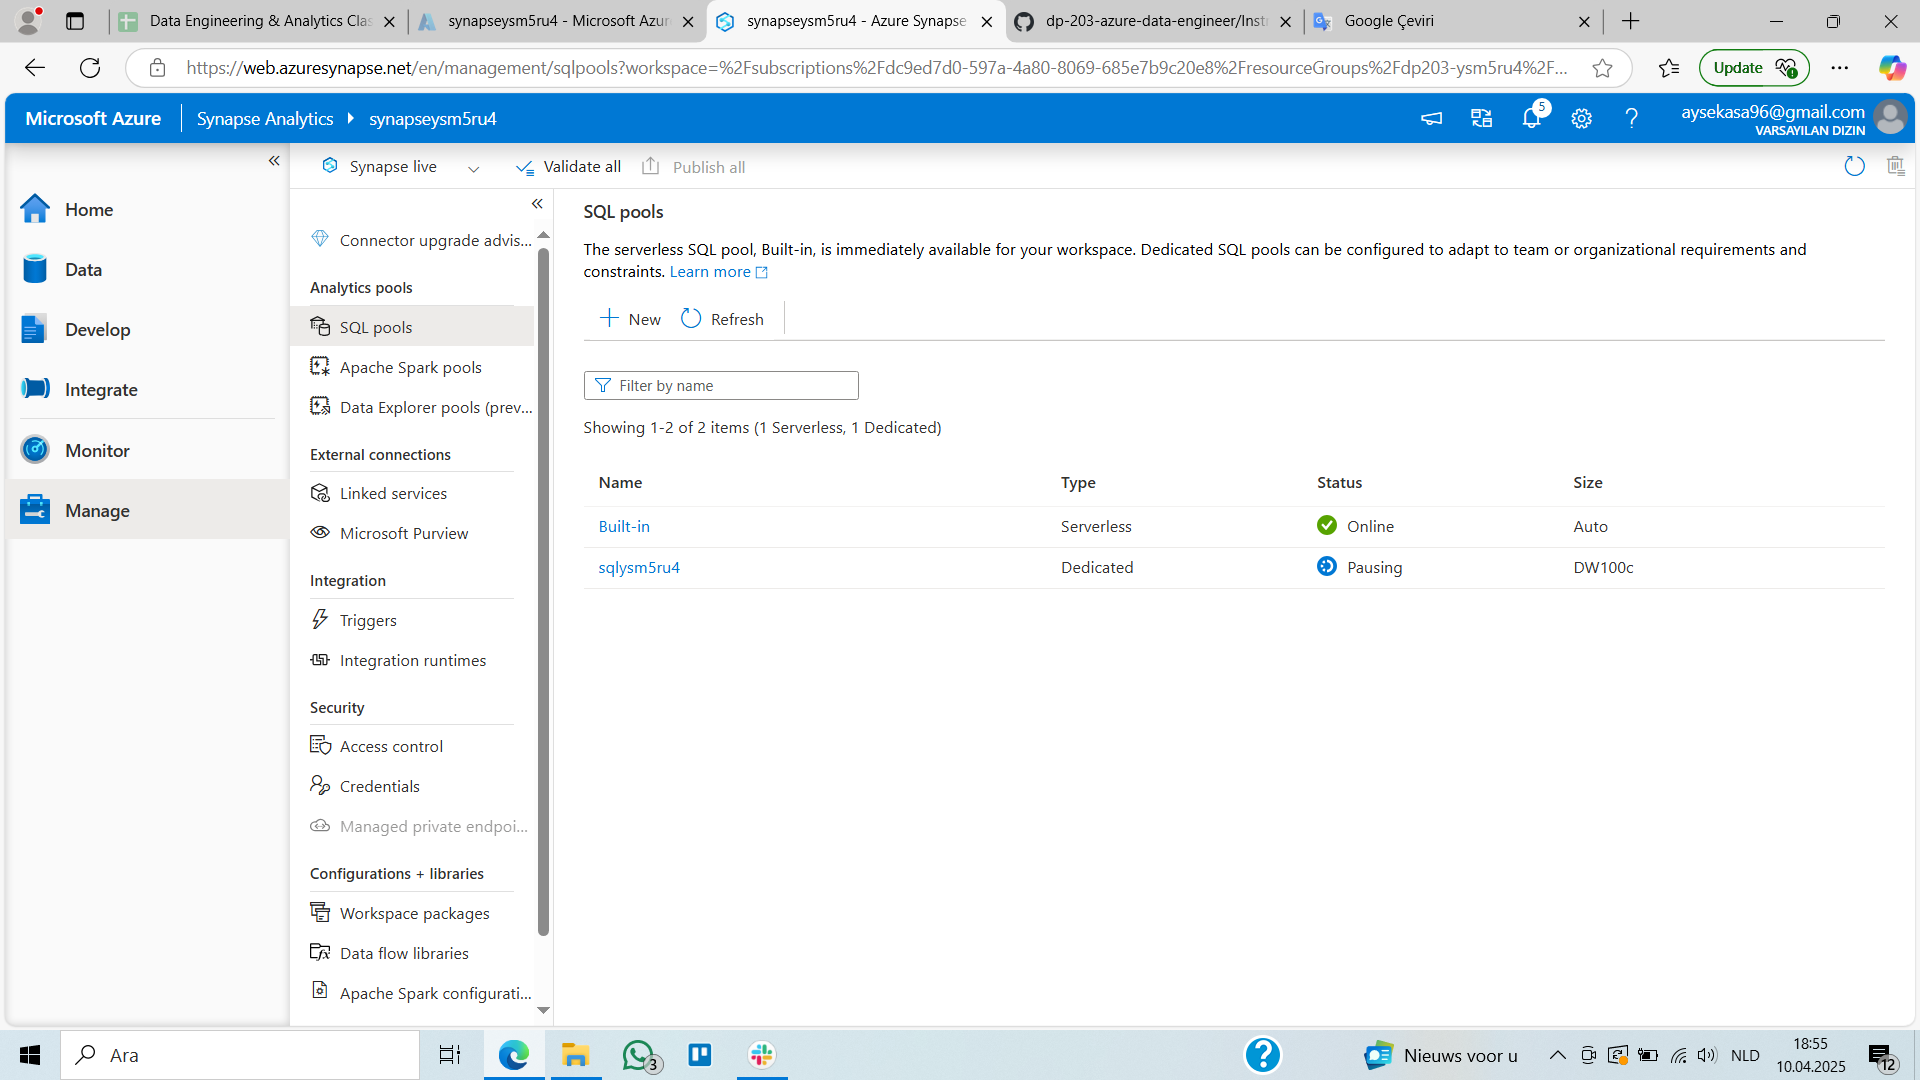 Data Engineering & Analytics Clas
synapseysm5ru4 - Microsoft Azur
synapseysm5ru4 - Azure Synapse
dp-203-azure-data-engineer/Instr
Google Çeviri
https://web.azuresynapse.net/en/management/sqlpools?workspace=%2Fsubscriptions%2Fdc9ed7d0-597a-4a80-8069-685e7b9c20e8%2FresourceGroups%2Fdp203-ysm5ru4%2F...
Update
Microsoft Azure
Synapse Analytics
synapseysm5ru4
5
aysekasa96@gmail.com
VARSAYILAN DIZIN
Synapse live
Validate all
Publish all
Home
Data
Develop
Integrate
Monitor
Manage
Connector upgrade advis...
Analytics pools
SQL pools
Apache Spark pools
Data Explorer pools (prev...
External connections
Linked services
Microsoft Purview
Integration
Triggers
Integration runtimes
Security
Access control
Credentials
Managed private endpoi...
Configurations + libraries
Workspace packages
Data flow libraries
Apache Spark configurati...
SQL pools
The serverless SQL pool, Built-in, is immediately available for your workspace. Dedicated SQL pools can be configured to adapt to team or organizational requirements and
constraints. Learn more
New
Refresh
Filter by name
Showing 1-2 of 2 items (1 Serverless, 1 Dedicated)
Name Type Status Size
Built-in Serverless Online Auto
sqlysm5ru4 Dedicated Pausing DW100c
Ara
3
Nieuws voor u
NLD
18:55
10.04.2025
12